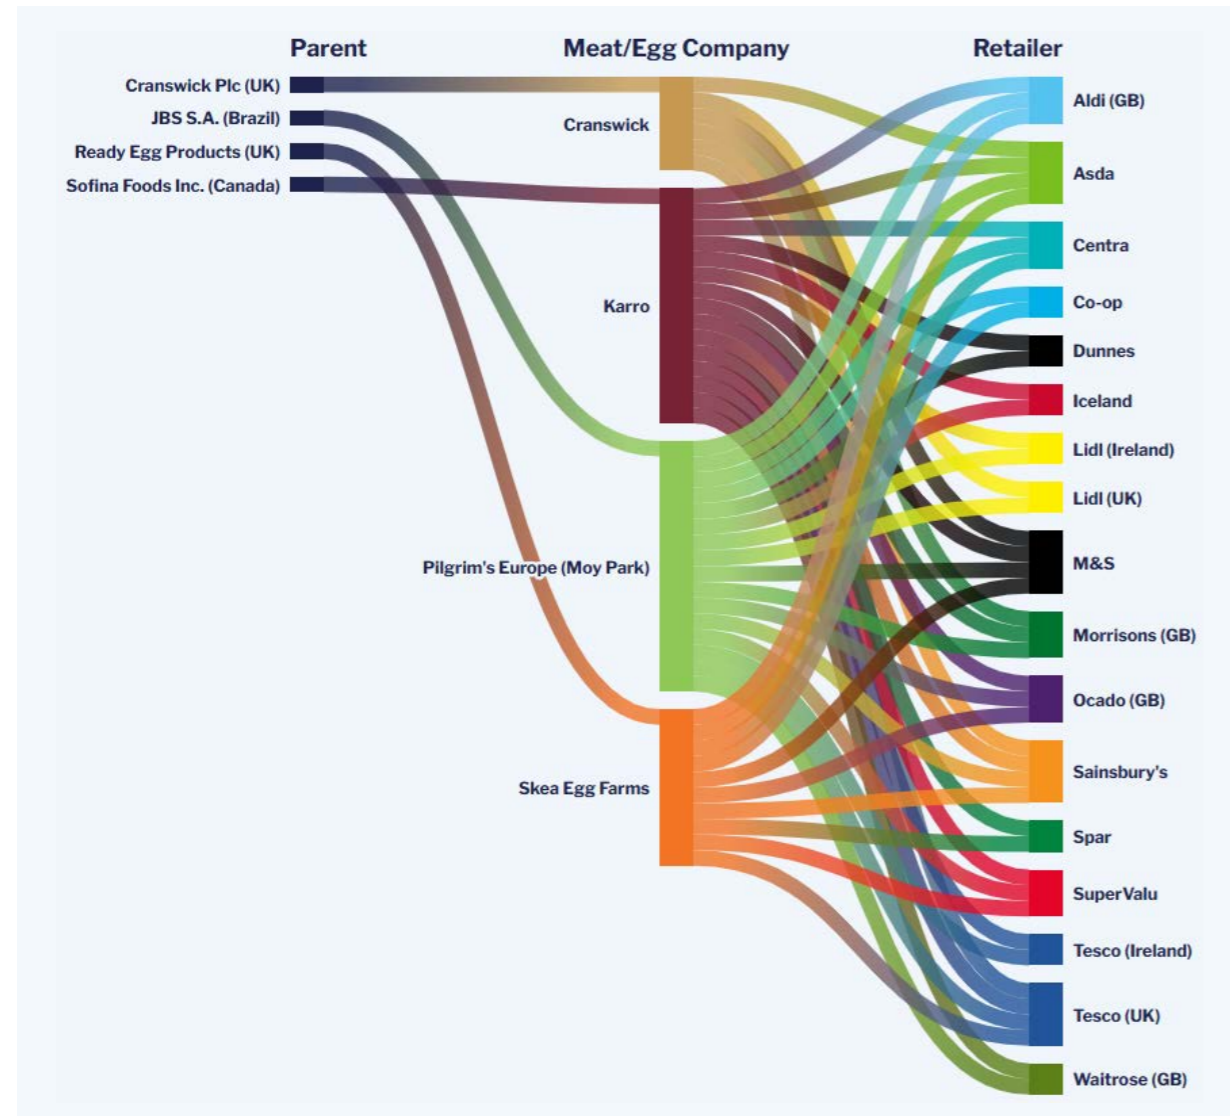 Parent
Meat/Egg Company
Retailer
Cranswick Plc (UK)
JBS S.A. (Brazil)
Ready Egg Products (UK)
Sofina Foods Inc. (Canada)
Cranswick
Karro
Pilgrim's Europe (Moy Park)
Skea Egg Farms
Aldi (GB)
Asda
Centra
Co-op
Dunnes
Iceland
Lidl (Ireland)
Lidl (UK)
M&S
Morrisons (GB)
Ocado (GB)
Sainsbury's
Spar
SuperValu
Tesco (Ireland)
Tesco (UK)
Waitrose (GB)